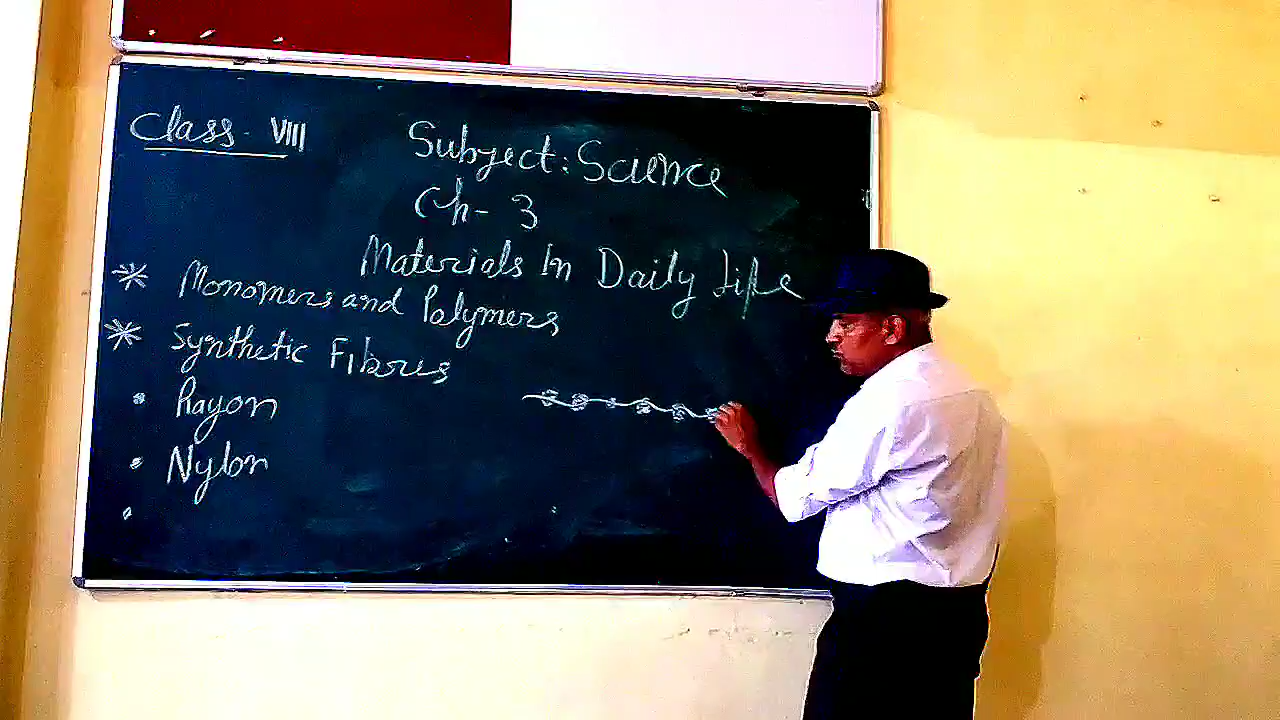 Class - VIII
Subject: Science
Ch- 3
Materials In Daily Life
* Monomers and Polymers
* Synthetic Fibres
• Rayon
• Nylon
•